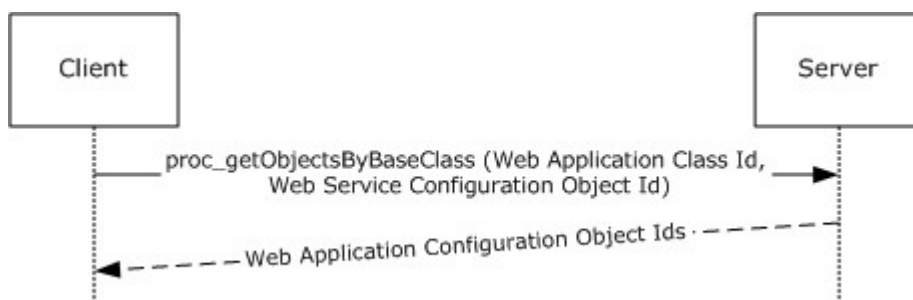 Client
Server
proc_getObjectsByBaseClass (Web Application Class Id,
Web Service Configuration Object Id)
Web Application Configuration Object Ids